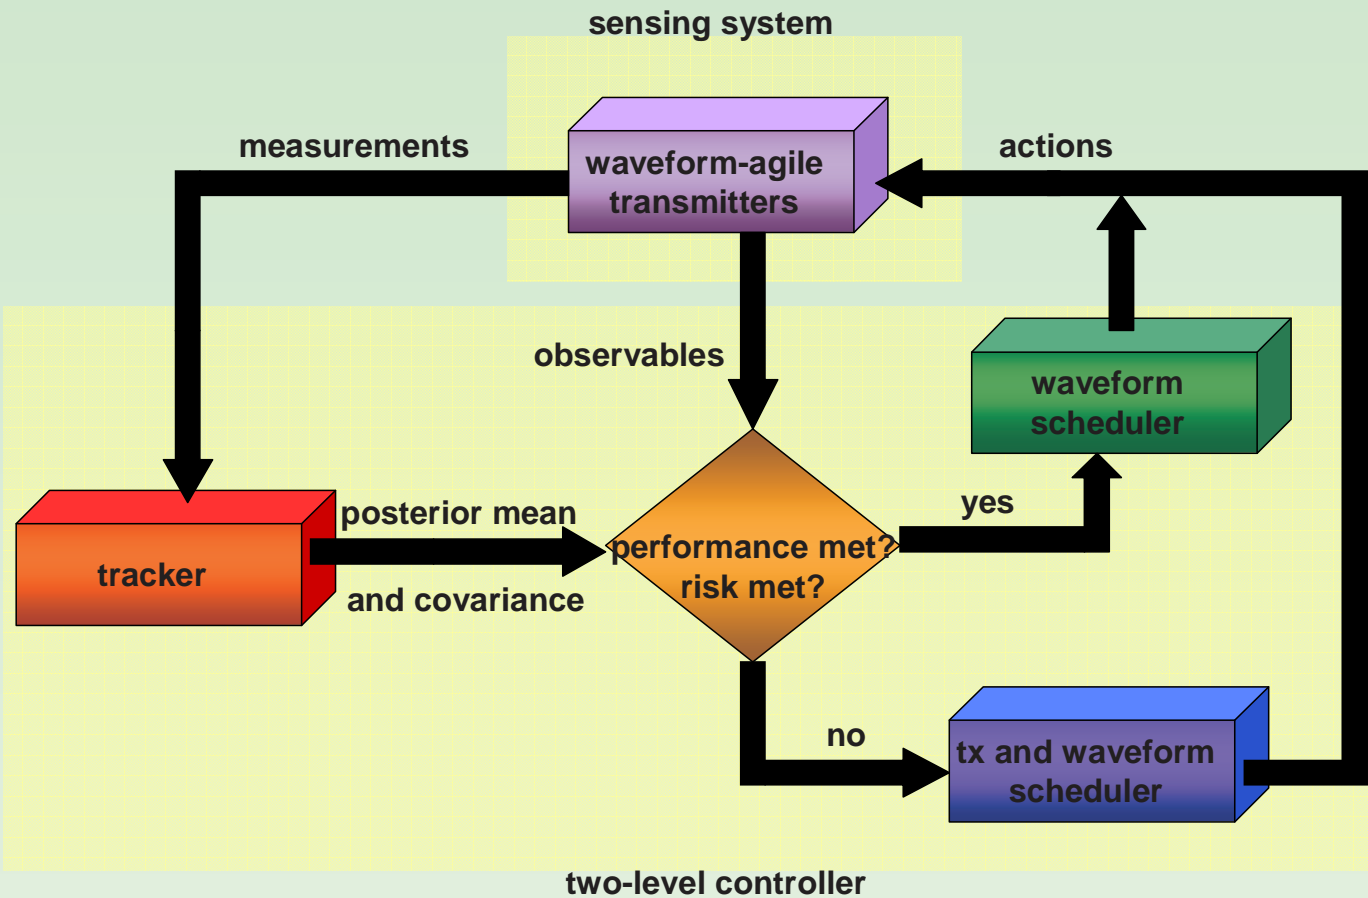 sensing system
measurements
waveform-agile
transmitters
actions
observables
waveform
scheduler
posterior mean
and covariance
yes
tracker
performance met?
risk met?
no
tx and waveform
scheduler
two-level controller